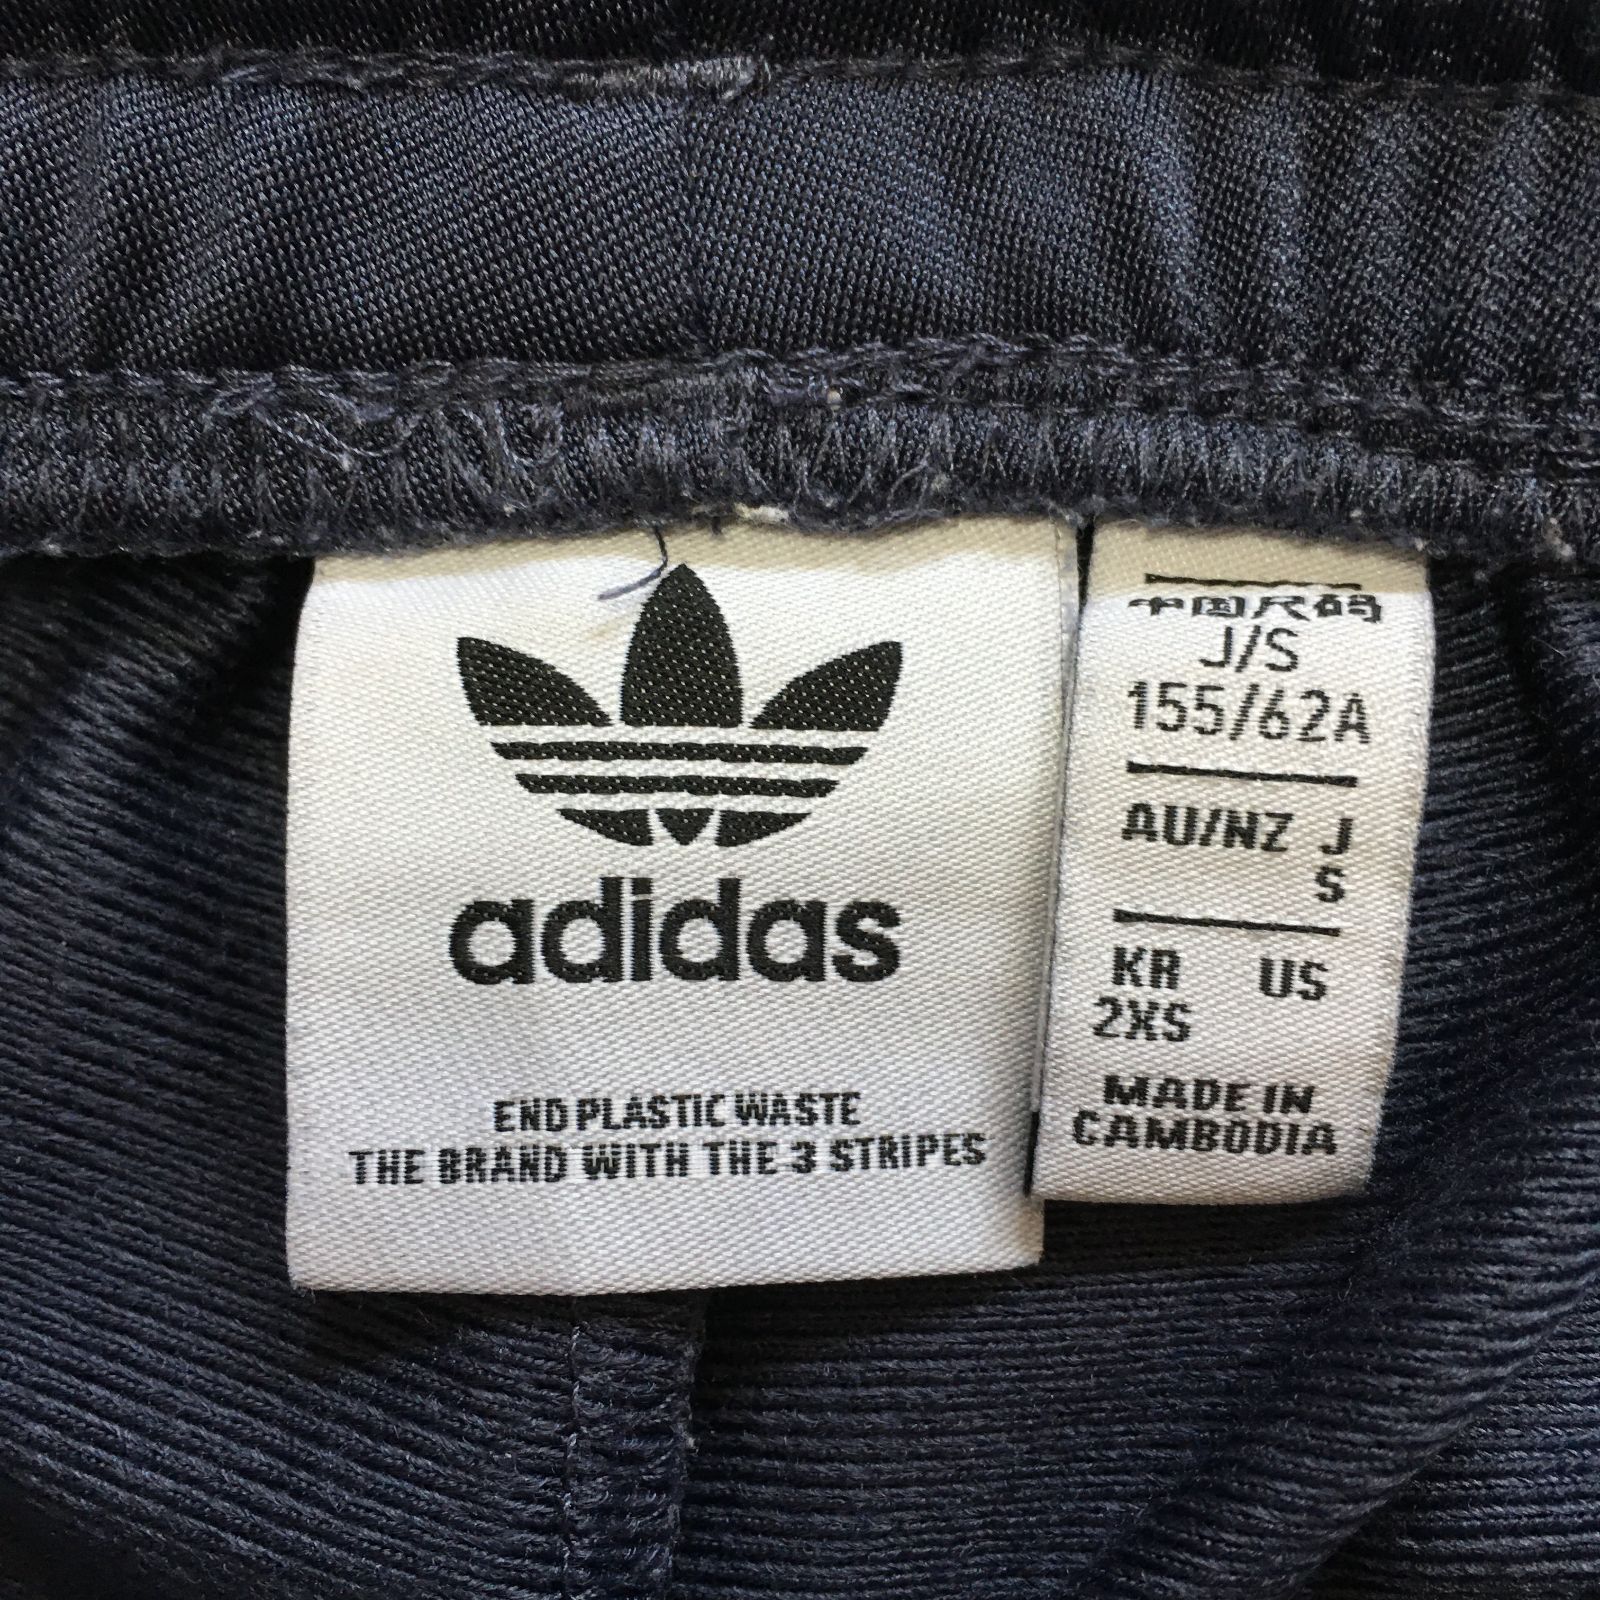 adidas
END PLASTIC WASTE
THE BRAND WITH THE 3 STRIPES
中国尺码
J/S
155/62A
AU/NZ J
S
KR US
2XS
MADE IN
CAMBODIA